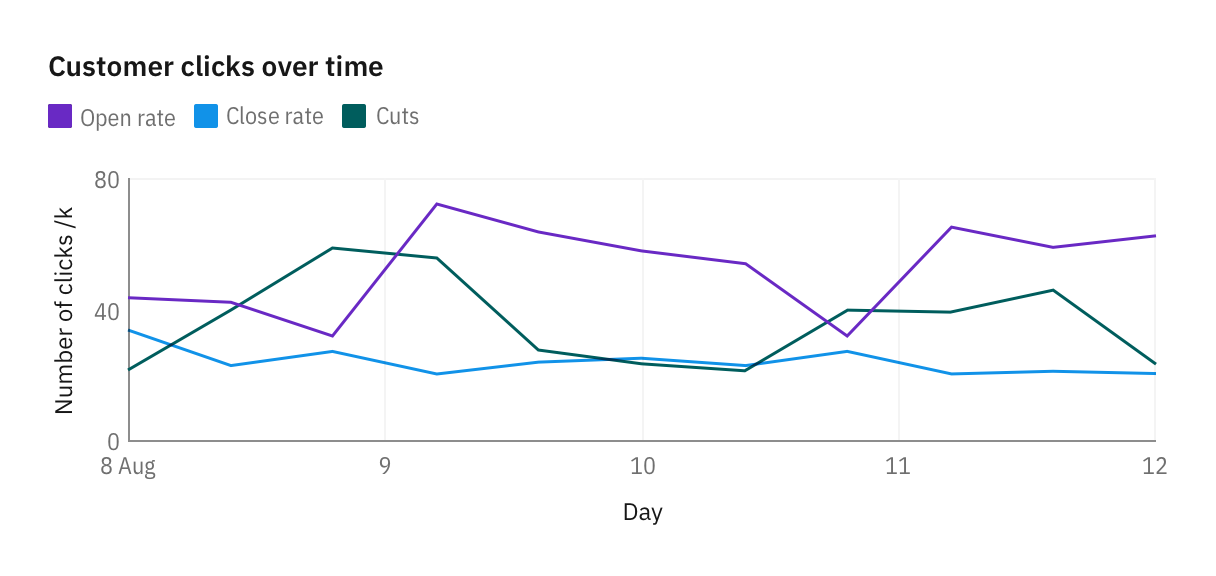 Customer clicks over time
Open rate Close rate Cuts
Number of clicks /k
80
40
0
8 Aug 9 10 11 12
Day